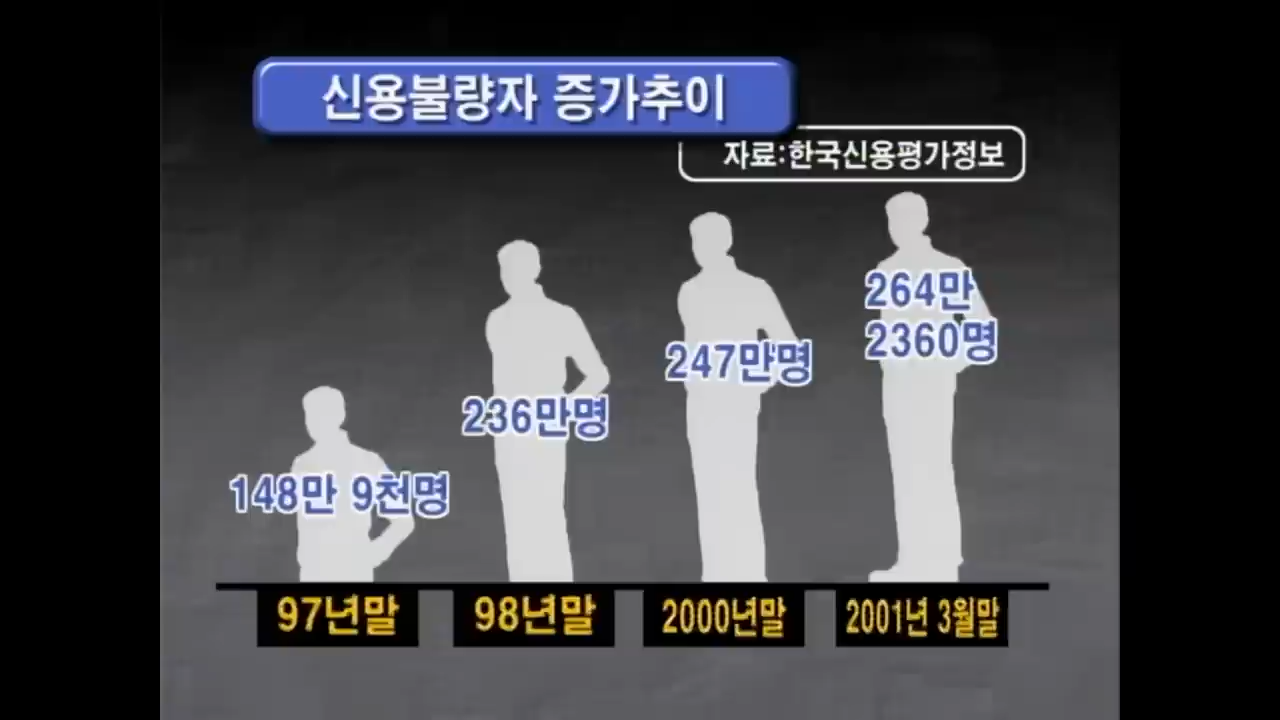 신용불량자 증가추이
자료:한국신용평가정보
148만 9천명
236만명
247만명
264만
2360명
97년말
98년말
2000년말
2001년 3월말